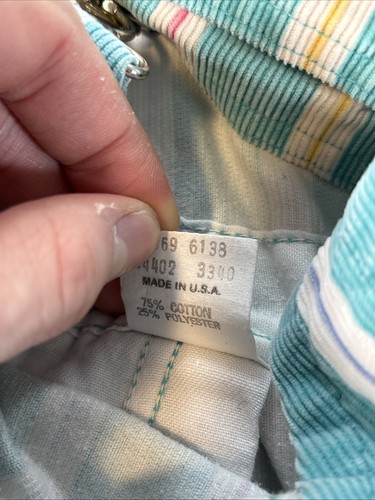 69 6138
4402 3300
MADE IN U.S.A.
75% COTTON
25% POLYESTER